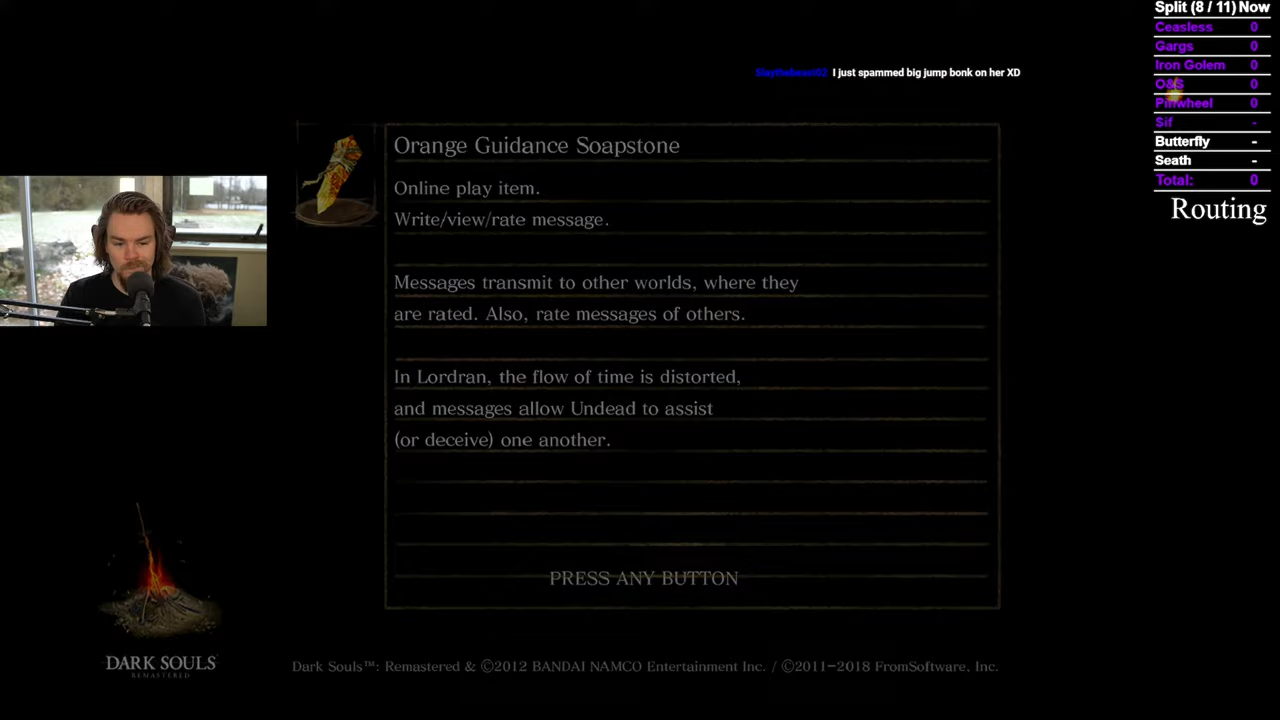 Split (8 / 11) Now
Ceasless 0
Gargs 0
Iron Golem 0
O&S 0
Pinwheel 0
Sif -
Butterfly -
Seath -
Total: 0
Routing
Slaythebeast02 I just spammed big jump bonk on her XD
Orange Guidance Soapstone
Online play item.
Write/view/rate message.
Messages transmit to other worlds, where they
are rated. Also, rate messages of others.
In Lordran, the flow of time is distorted,
and messages allow Undead to assist
(or deceive) one another.
PRESS ANY BUTTON
DARK SOULS
REMASTERED
Dark Souls™: Remastered & ©2012 BANDAI NAMCO Entertainment Inc. / ©2011-2018 FromSoftware, Inc.